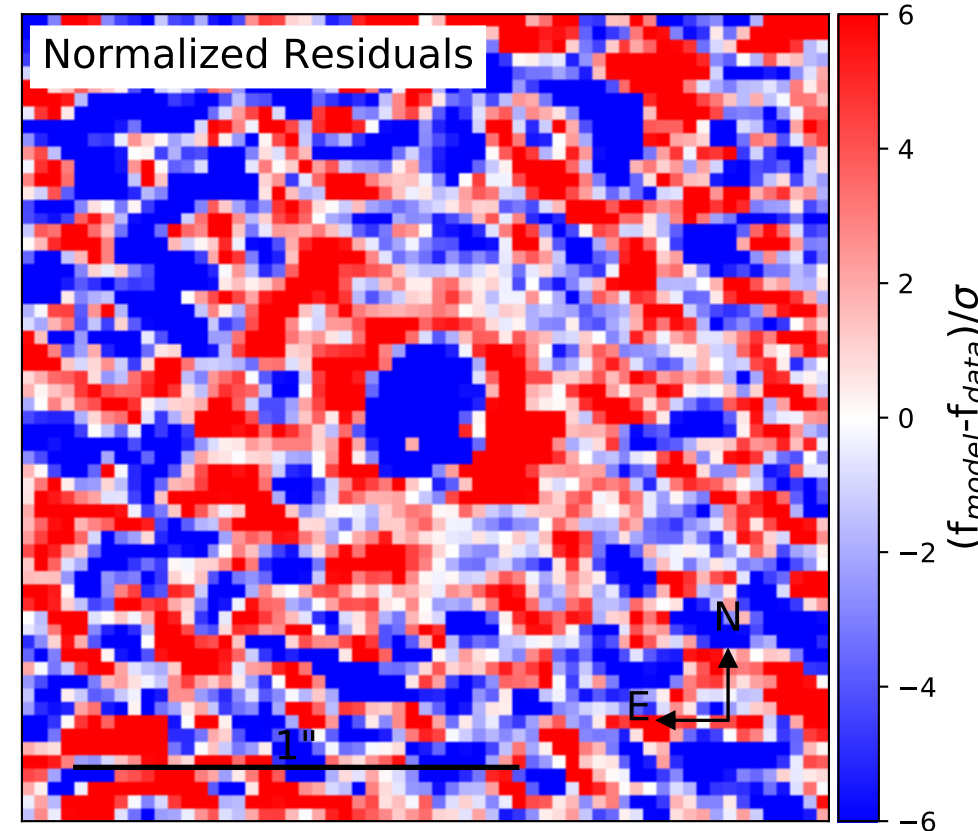 Normalized Residuals
6
4
2
0
−2
−4
−6
(f_model-f_data)/σ
N
E
1"